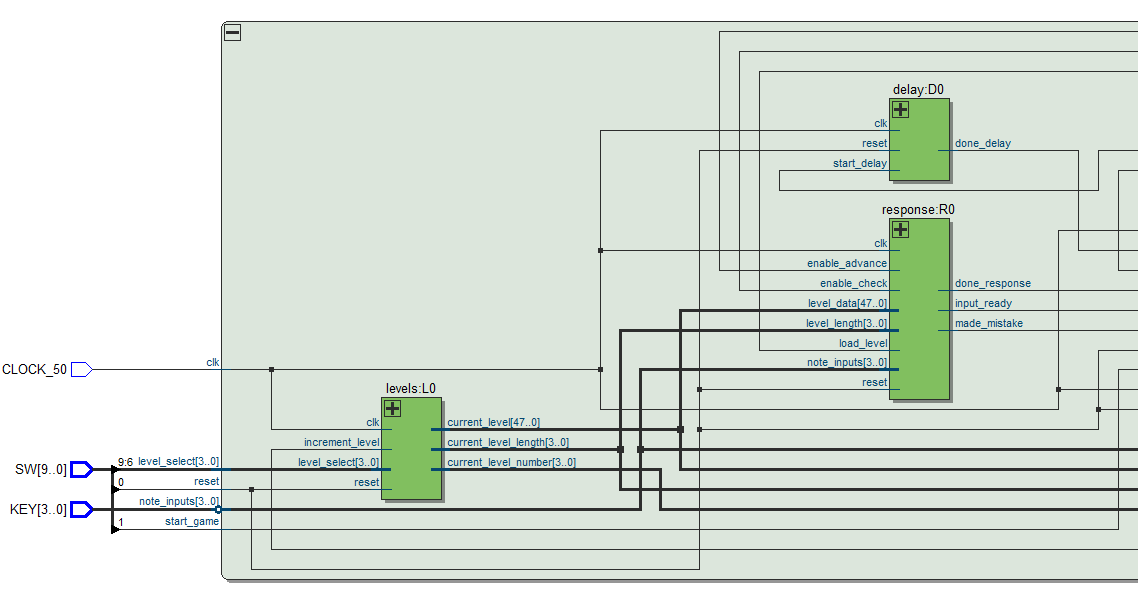 delay:D0
clk
reset
done_delay
start_delay
response:R0
clk
enable_advance
enable_check
done_response
level_data[47..0]
input_ready
level_length[3..0]
made_mistake
load_level
note_inputs[3..0]
reset
CLOCK_50
clk
levels:L0
clk
current_level[47..0]
increment_level
current_level_length[3..0]
level_select[3..0]
current_level_number[3..0]
reset
SW[9..0]
9:6
level_select[3..0]
0
reset
KEY[3..0]
note_inputs[3..0]
1
start_game